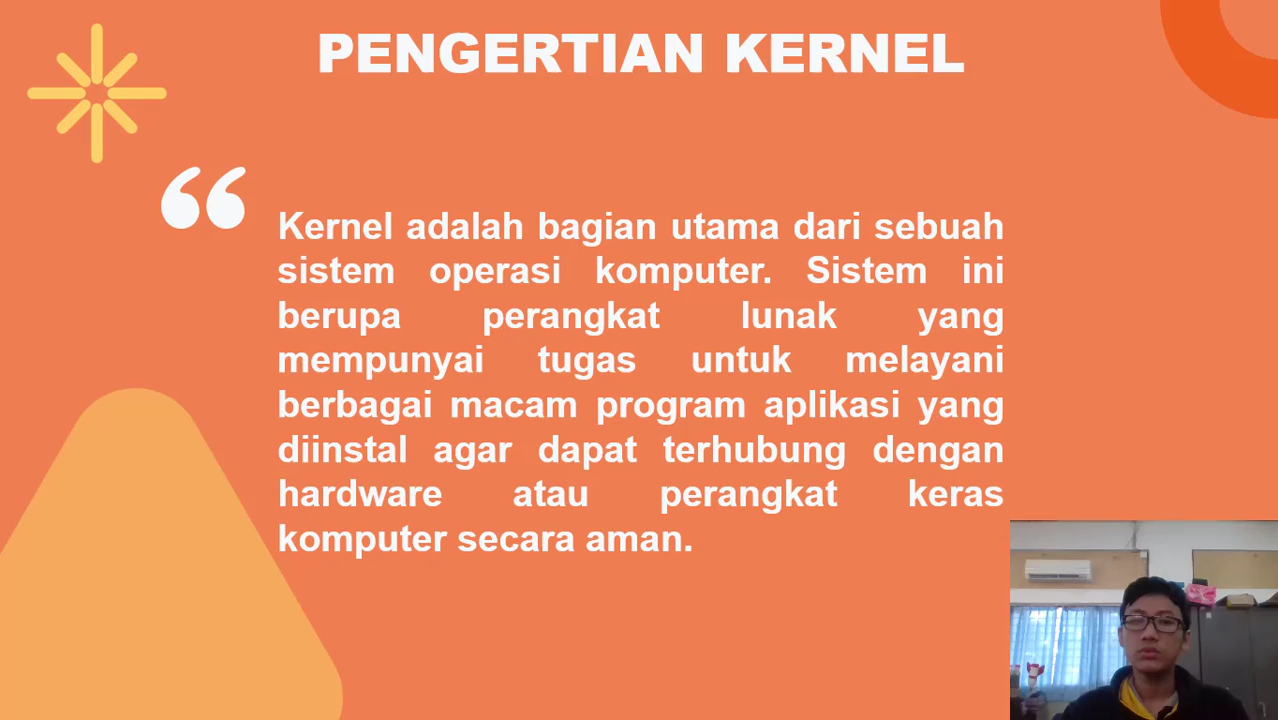 PENGERTIAN KERNEL
“
Kernel adalah bagian utama dari sebuah
sistem operasi komputer. Sistem ini
berupa perangkat lunak yang
mempunyai tugas untuk melayani
berbagai macam program aplikasi yang
diinstal agar dapat terhubung dengan
hardware atau perangkat keras
komputer secara aman.